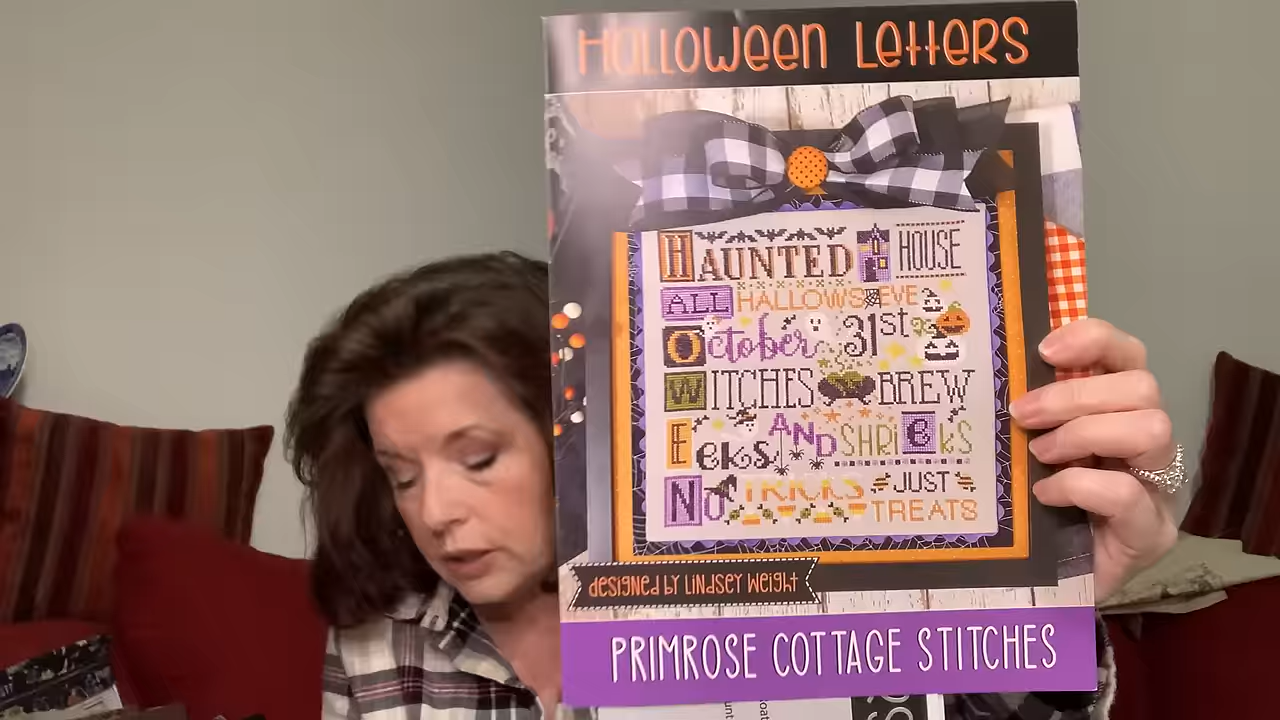 Halloween Letters
HAUNTED HOUSE
ALL HALLOWS EVE
October 31st
WITCHES BREW
EEKS AND SHRIEKS
NO TRICKS JUST
TREATS
designed by Lindsey Weight
PRIMROSE COTTAGE STITCHES